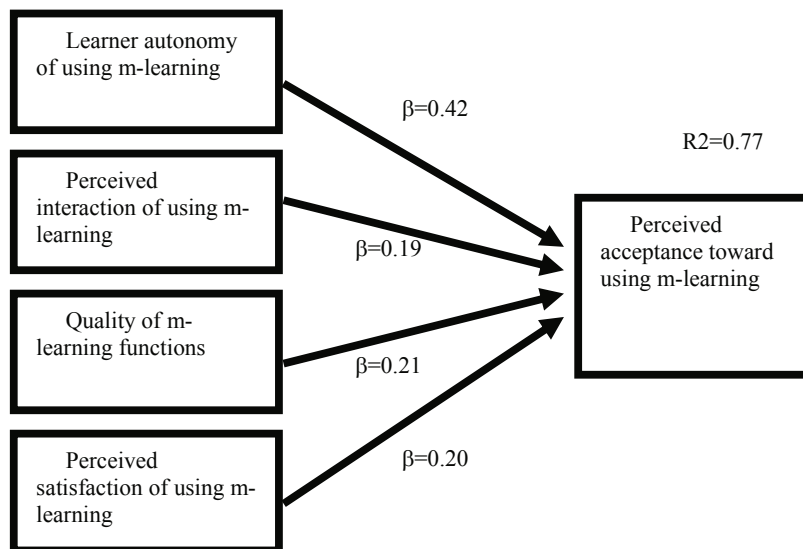 Learner autonomy
of using m-learning
β=0.42
R2=0.77
Perceived
interaction of using m-
learning
β=0.19
Perceived
acceptance toward
using m-learning
Quality of m-
learning functions
β=0.21
Perceived
satisfaction of using m-
learning
β=0.20